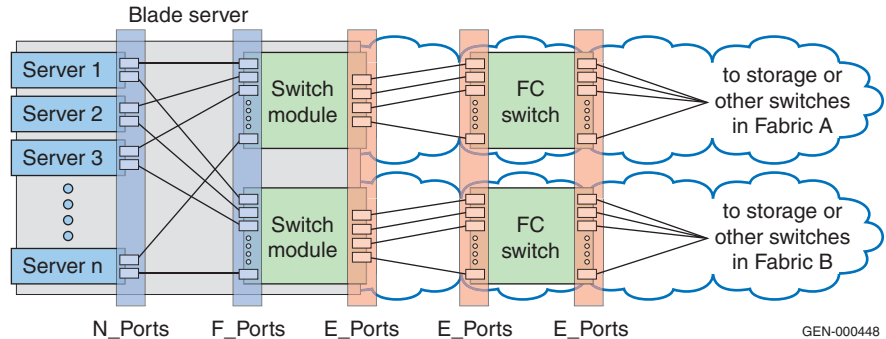 Blade server
Server 1
Server 2
Server 3
Server n
Switch
module
FC
switch
to storage or
other switches
in Fabric A
Switch
module
FC
switch
to storage or
other switches
in Fabric B
N_Ports
F_Ports
E_Ports
E_Ports
E_Ports
GEN-000448